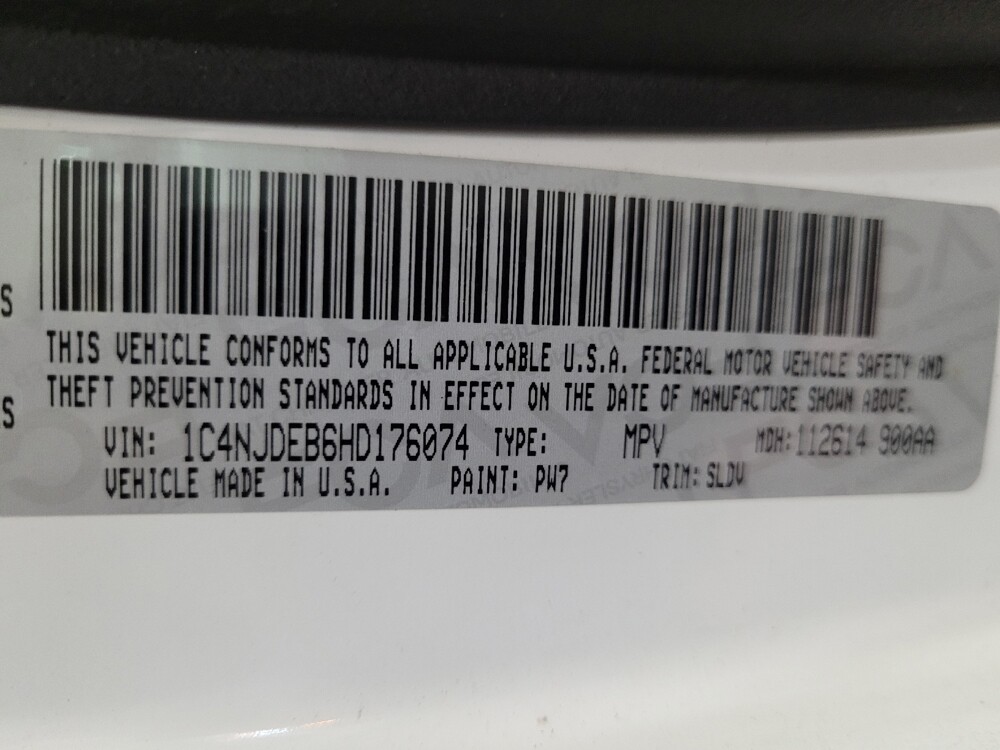 S
THIS VEHICLE CONFORMS TO ALL APPLICABLE U.S.A. FEDERAL MOTOR VEHICLE SAFETY AND
S
THEFT PREVENTION STANDARDS IN EFFECT ON THE DATE OF MANUFACTURE SHOWN ABOVE.
VIN: 1C4NJDEB6HD176074 TYPE: MPV MDH: 112614 900AA
VEHICLE MADE IN U.S.A. PAINT: PW7 TRIM: SLDV